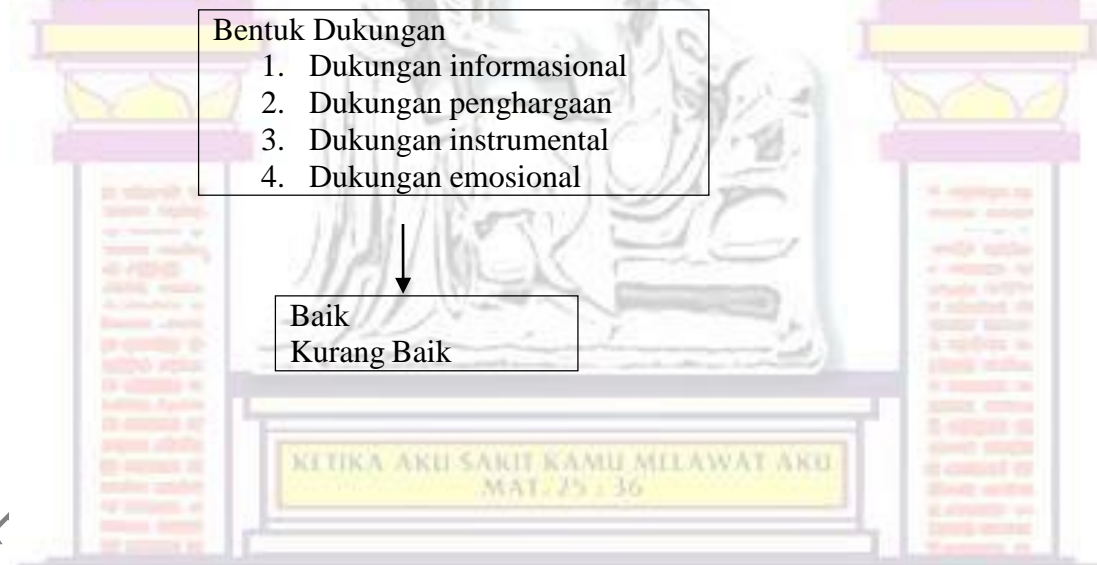 Bentuk Dukungan
1. Dukungan informasional
2. Dukungan penghargaan
3. Dukungan instrumental
4. Dukungan emosional
Baik
Kurang Baik
KETIKA AKU SAKIT KAMU MELAWAT AKU
MAT. 25 : 36